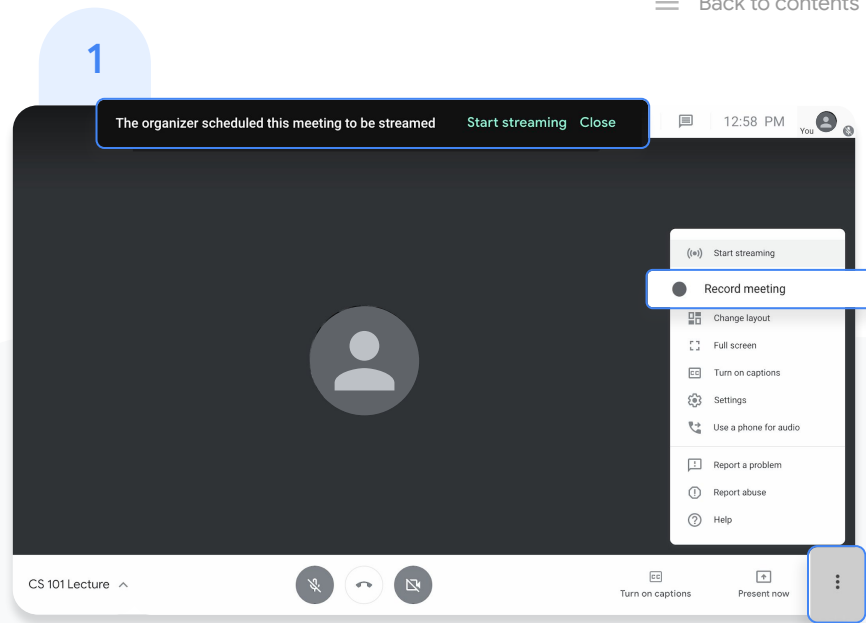 Back to contents
1
The organizer scheduled this meeting to be streamed Start streaming Close
12:58 PM
You
Start streaming
Record meeting
Change layout
Full screen
CC Turn on captions
Settings
Use a phone for audio
Report a problem
Report abuse
Help
CS 101 Lecture
CC
Turn on captions
Present now